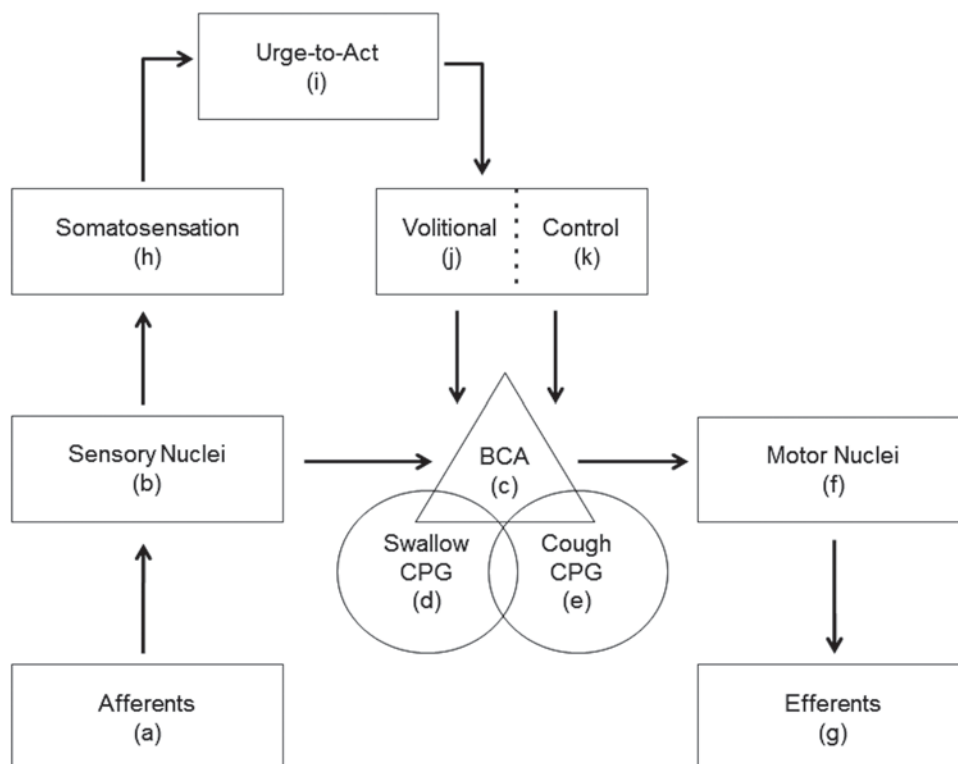 Urge-to-Act
(i)
Somatosensation
(h)
Volitional
(j)
Control
(k)
Sensory Nuclei
(b)
BCA
(c)
Motor Nuclei
(f)
Swallow
CPG
(d)
Cough
CPG
(e)
Afferents
(a)
Efferents
(g)